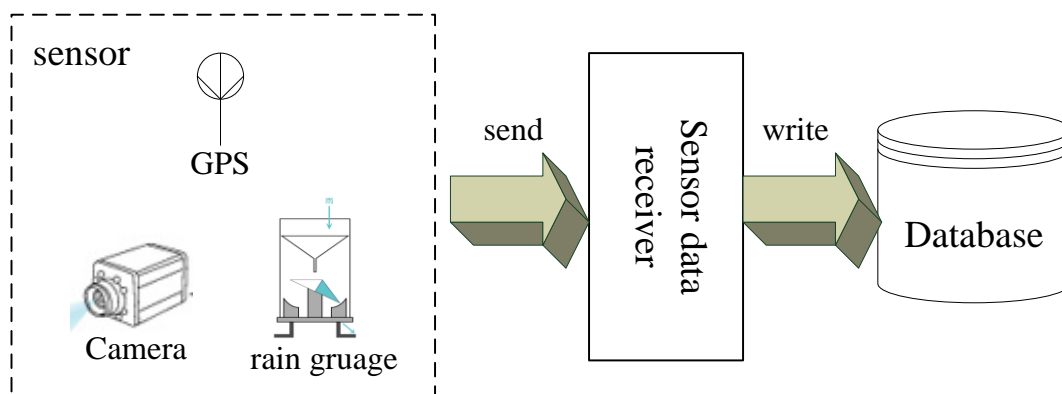 sensor
GPS
Camera
m
rain gruage
send
Sensor data
receiver
write
Database